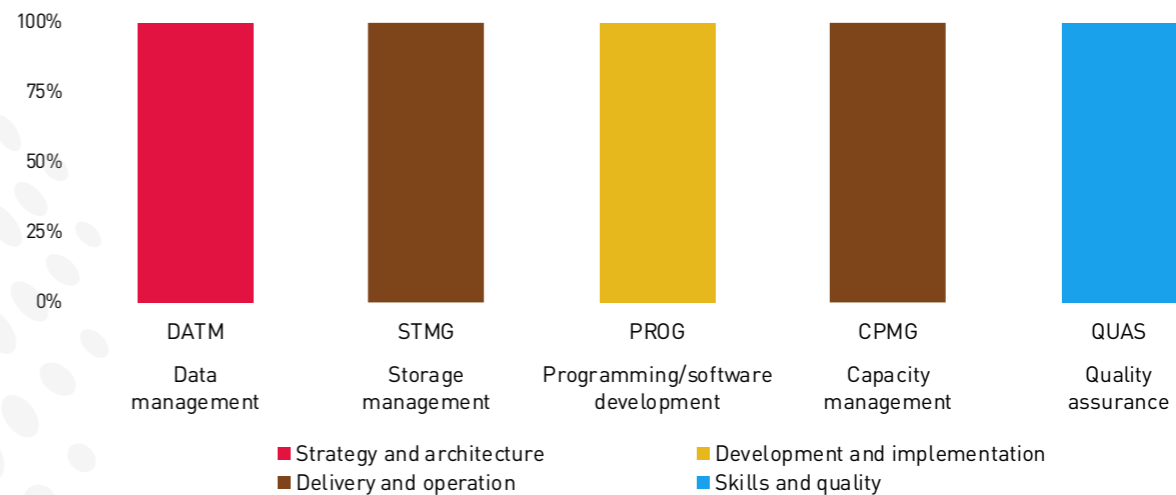 100%
75%
50%
25%
0%
DATM STMG PROG CPMG QUAS
Data management
Storage management
Programming/software development
Capacity management
Quality assurance
Strategy and architecture
Development and implementation
Delivery and operation
Skills and quality